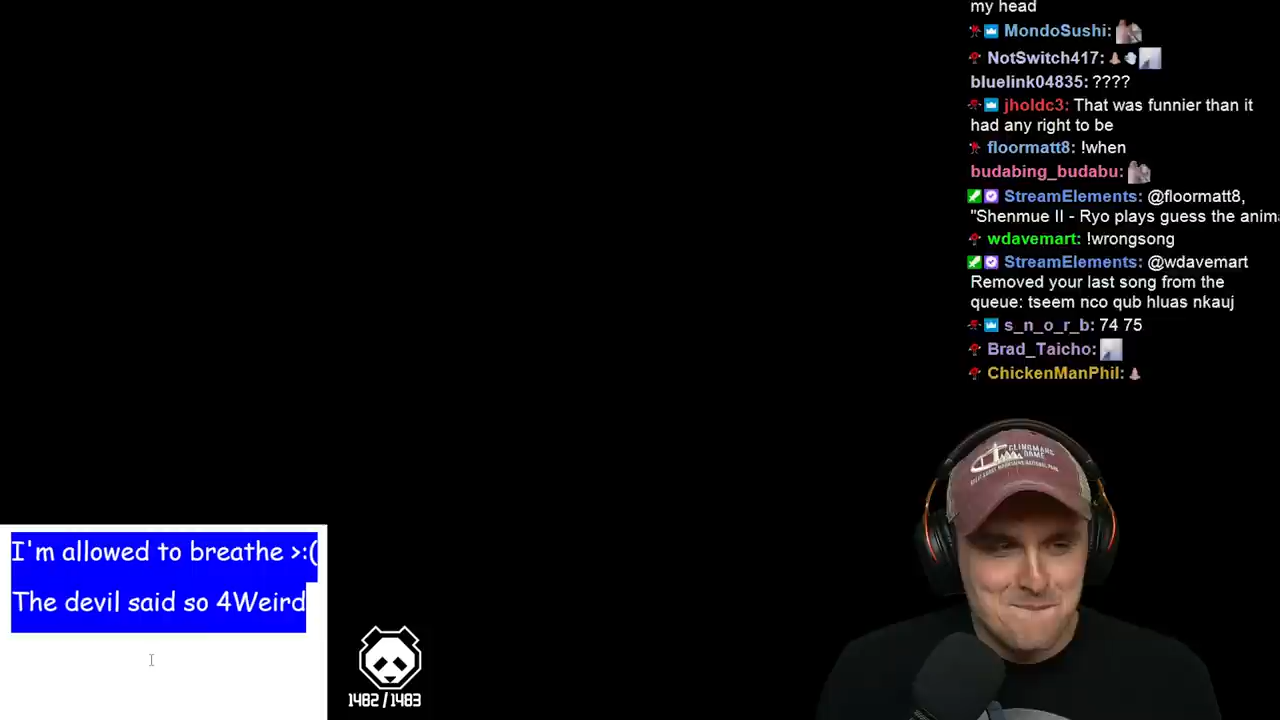 my head
MondoSushi:
NotSwitch417:
bluelink04835: ????
jholdc3: That was funnier than it
had any right to be
floormatt8: !when
budabing_budabu:
StreamElements: @floormatt8,
"Shenmue II - Ryo plays guess the anim
wdavemart: !wrongsong
StreamElements: @wdavemart
Removed your last song from the
queue: tseem nco qub hluas nkauj
s_n_o_r_b: 74 75
Brad_Taicho:
ChickenManPhil:
CLINGMANS
DOME
I'm allowed to breathe >:(
The devil said so 4Weird
1482/1483